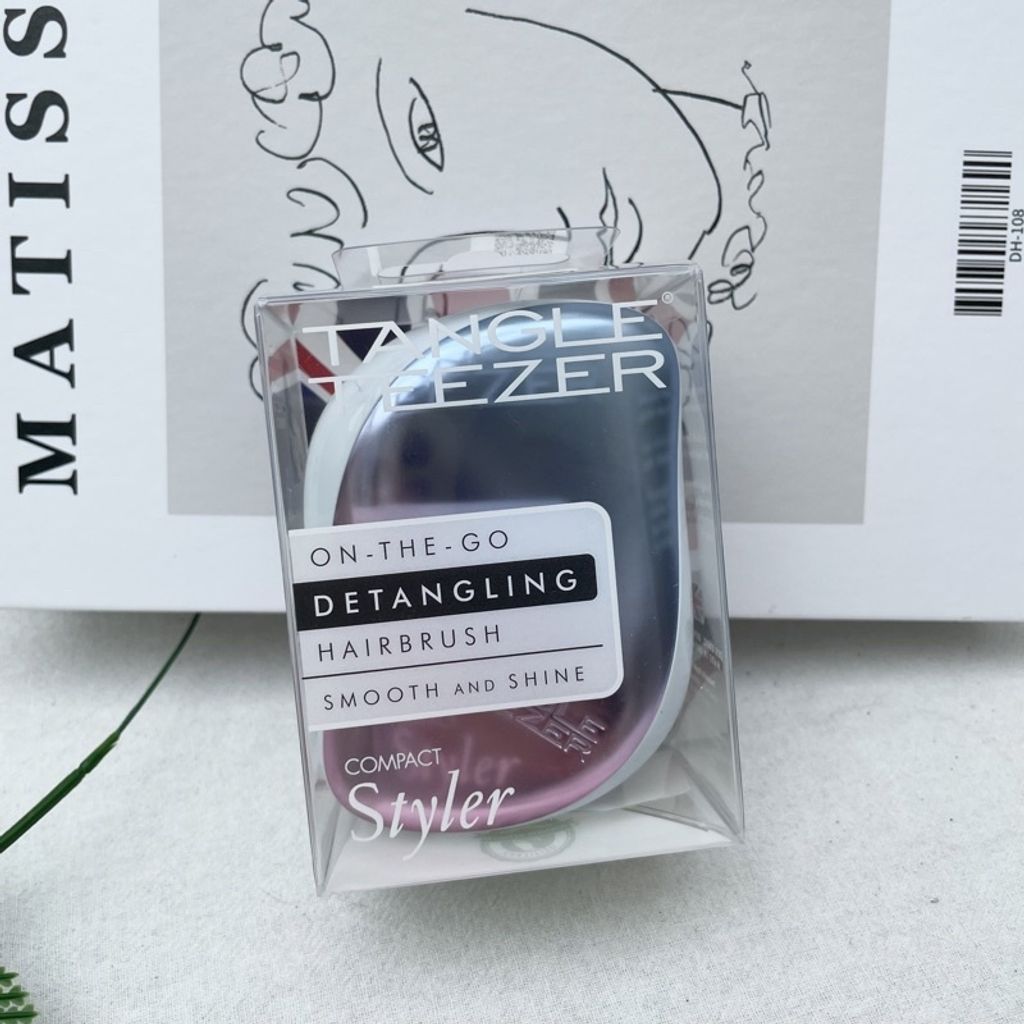 MATISS
DH-108
TANGLE
TEEZER®
ON-THE-GO
DETANGLING
HAIRBRUSH
SMOOTH AND SHINE
COMPACT
Styler